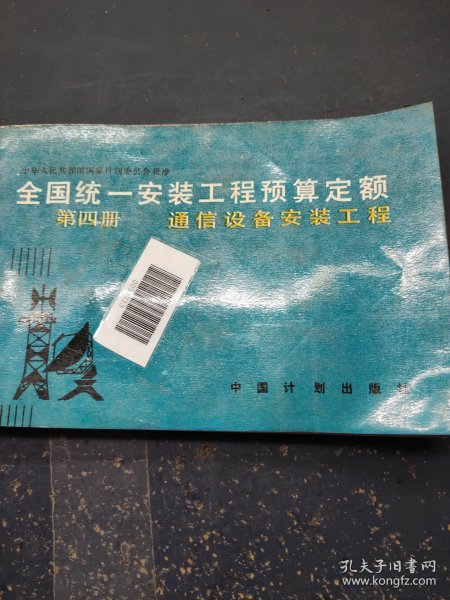 中华人民共和国国家计划委员会批准
全国统一安装工程预算定额
第四册 通信设备安装工程
中国计划出版社
孔夫子旧书网
www.kongfz.com